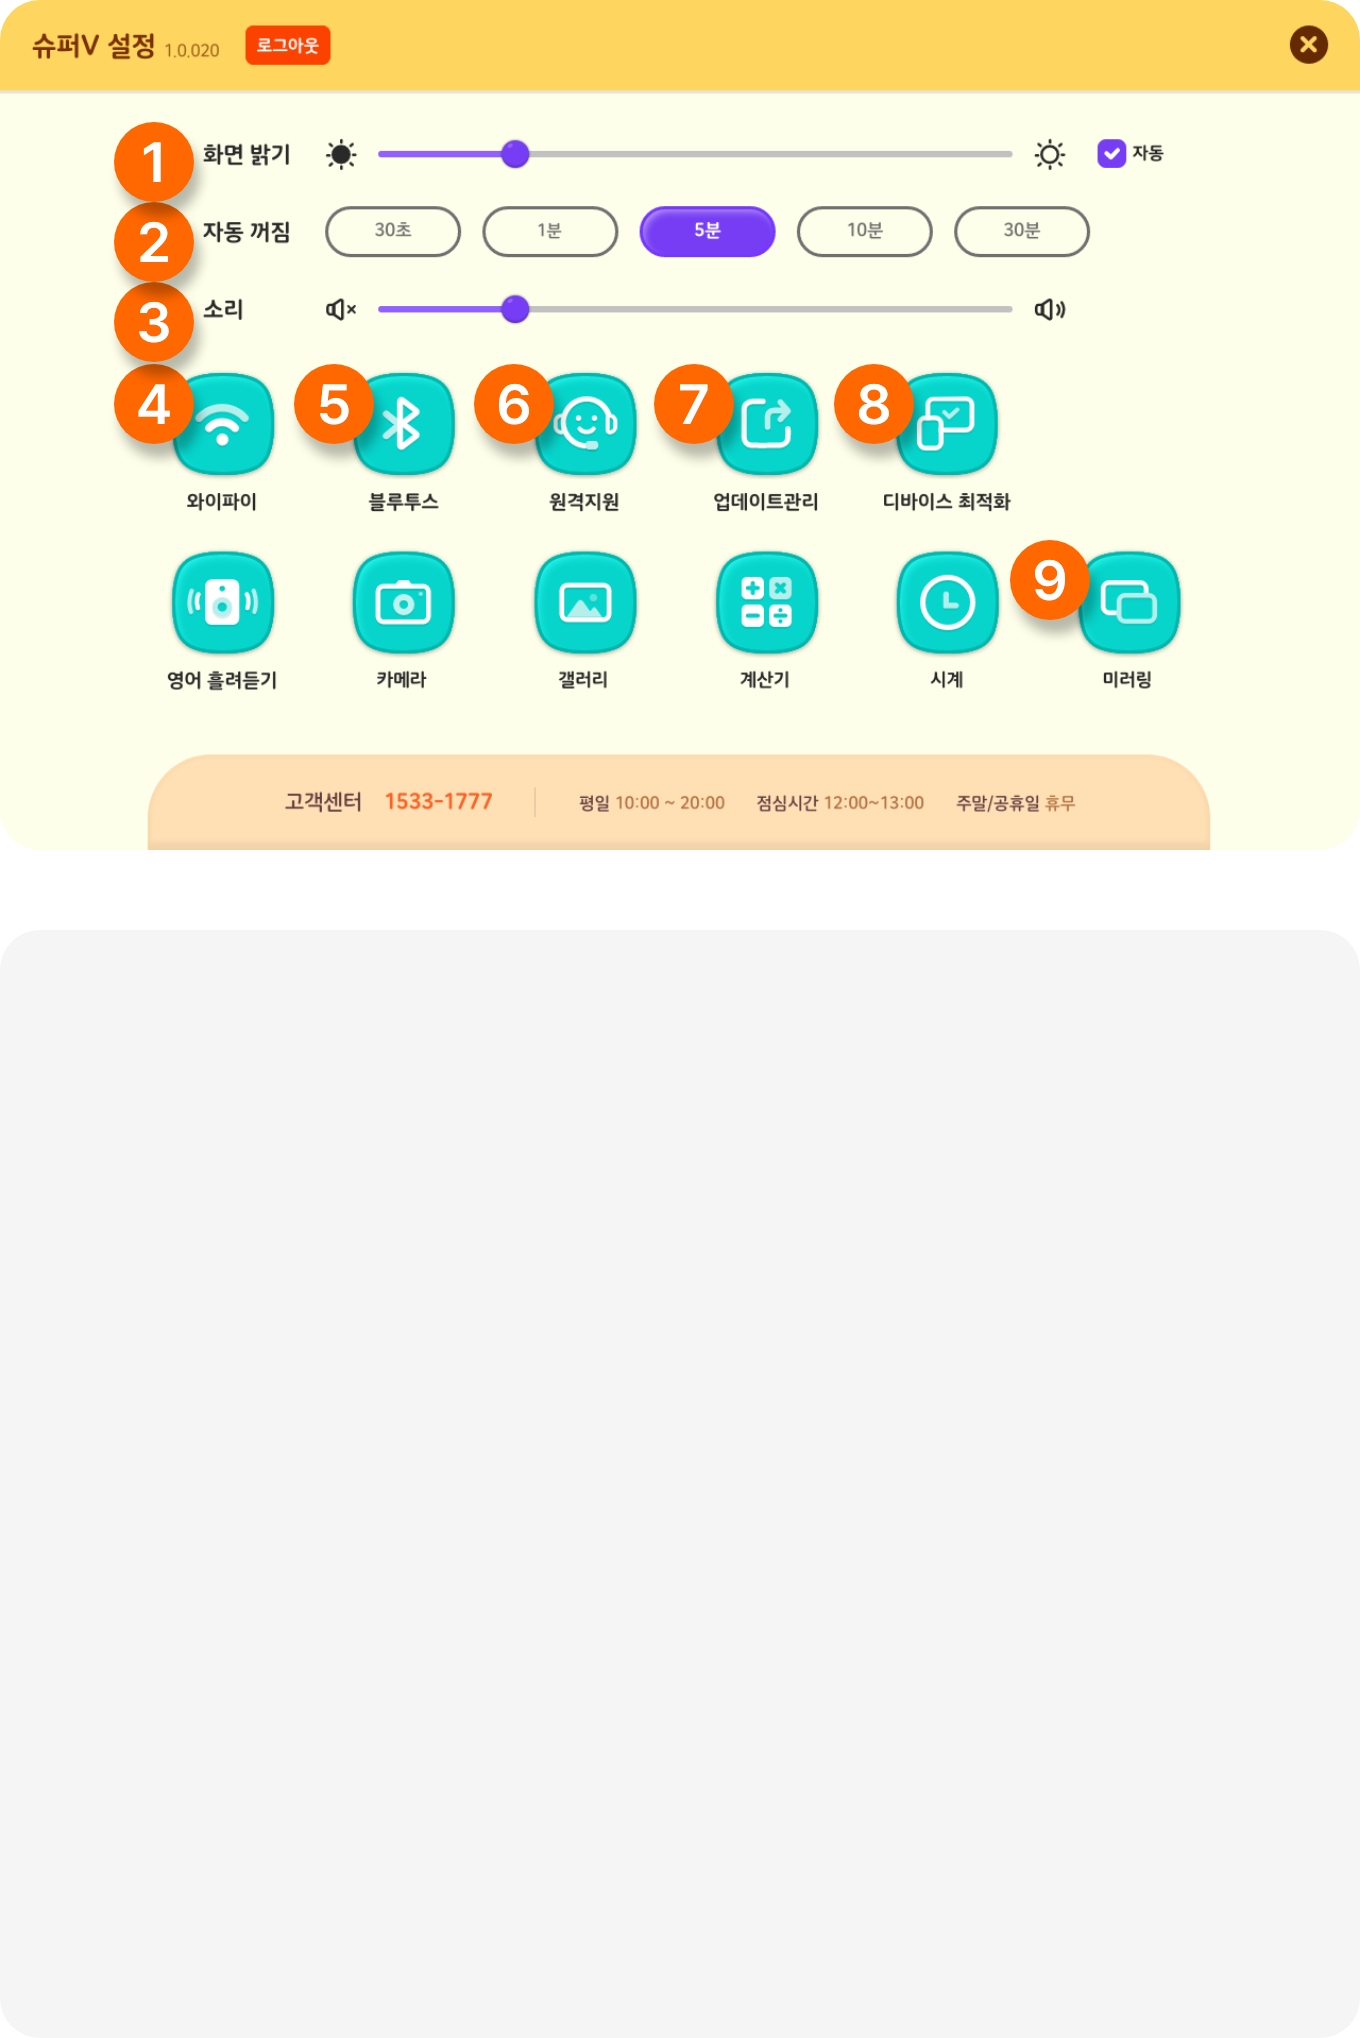 슈퍼V 설정 1.0.020 로그아웃
1 화면 밝기 자동
2 자동 꺼짐 30초 1분 5분 10분 30분
3 소리
4 5 6 7 8
와이파이 블루투스 원격지원 업데이트관리 디바이스 최적화
9
영어 흘려듣기 카메라 갤러리 계산기 시계 미러링
고객센터 1533-1777 평일 10:00 ~ 20:00 점심시간 12:00~13:00 주말/공휴일 휴무